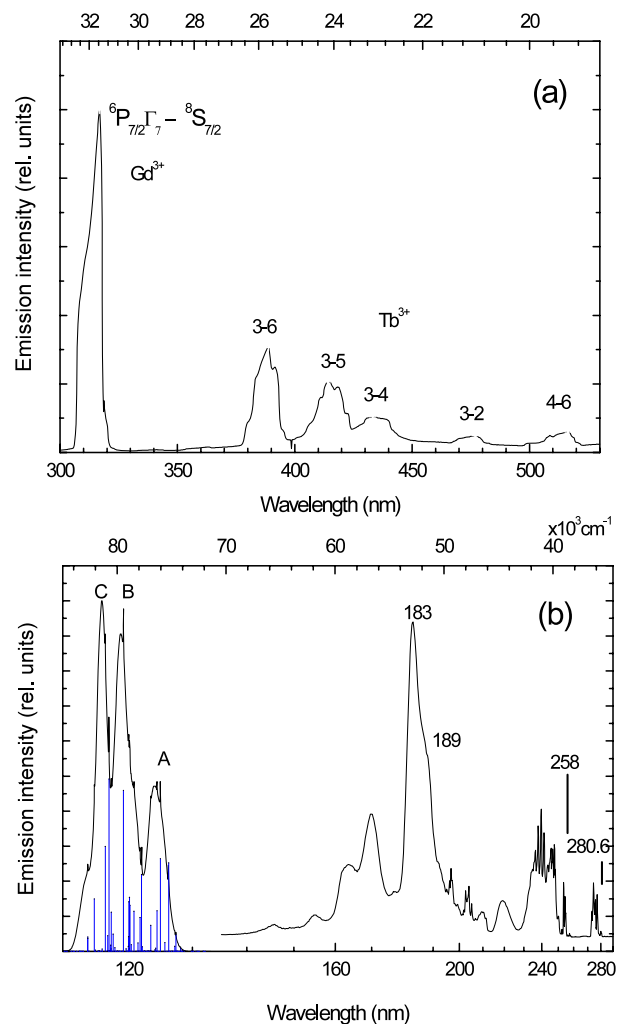 32 30 28 26 24 22 20
(a)
⁶P₇/₂Γ₇ – ⁸S₇/₂
Gd³⁺
Tb³⁺
3-6
3-5
3-4
3-2
4-6
Emission intensity (rel. units)
300 350 400 450 500
Wavelength (nm)
x10³cm⁻¹
80 70 60 50 40
C
B
A
(b)
183
189
258
280.6
Emission intensity (rel. units)
120 160 200 240 280
Wavelength (nm)